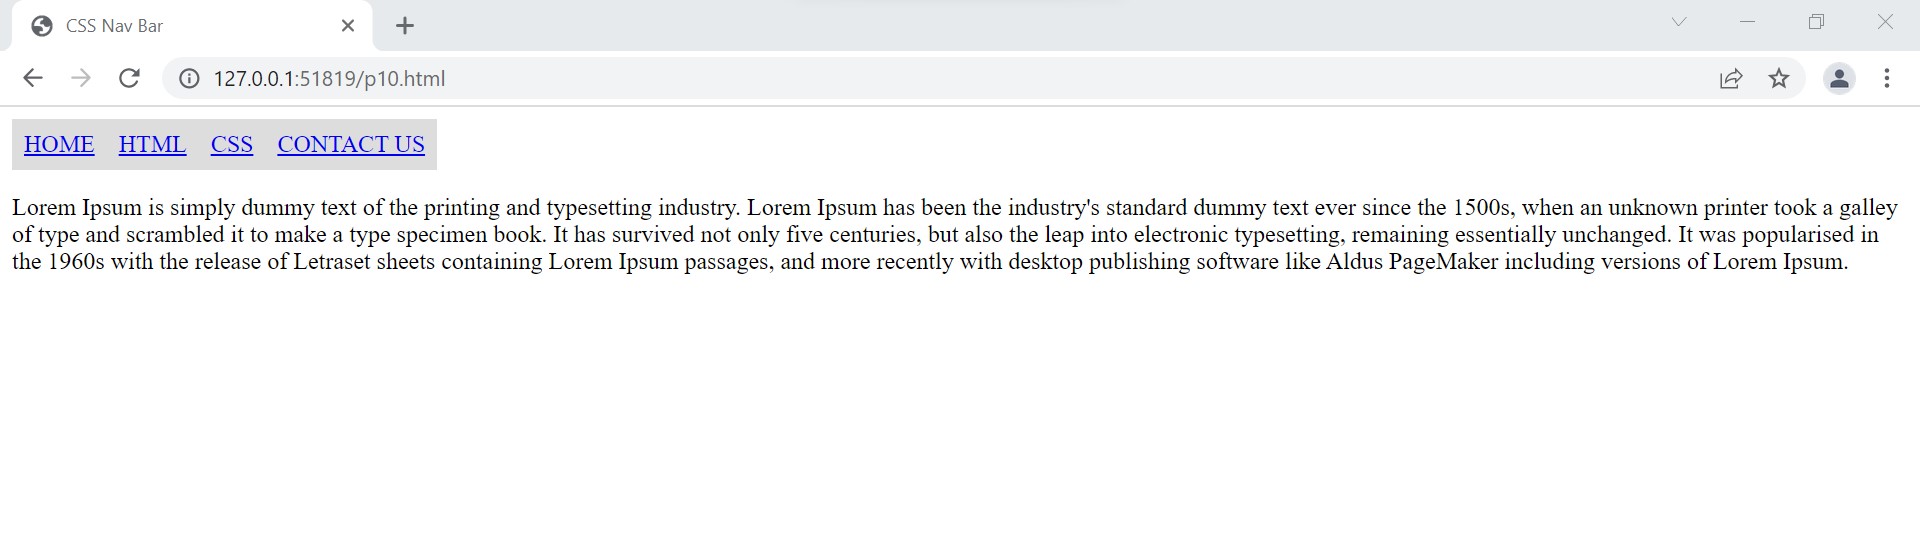 CSS Nav Bar
127.0.0.1:51819/p10.html
HOME HTML CSS CONTACT US
Lorem Ipsum is simply dummy text of the printing and typesetting industry. Lorem Ipsum has been the industry's standard dummy text ever since the 1500s, when an unknown printer took a galley
of type and scrambled it to make a type specimen book. It has survived not only five centuries, but also the leap into electronic typesetting, remaining essentially unchanged. It was popularised in
the 1960s with the release of Letraset sheets containing Lorem Ipsum passages, and more recently with desktop publishing software like Aldus PageMaker including versions of Lorem Ipsum.